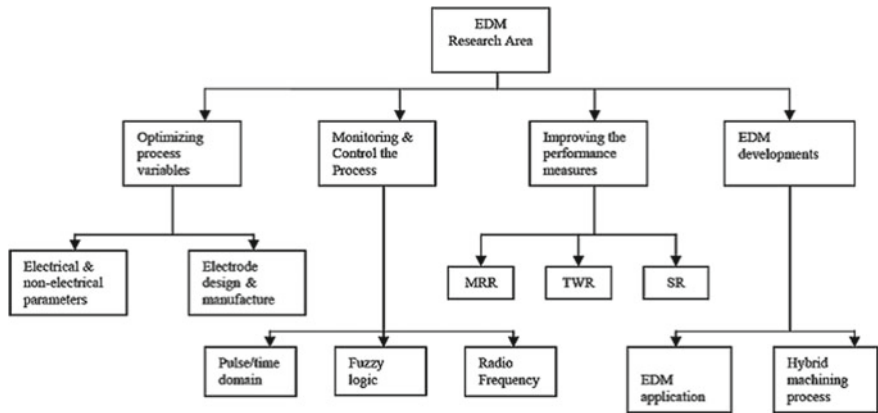 EDM
Research Area
Optimizing
process
variables
Monitoring &
Control the
Process
Improving the
performance
measures
EDM
developments
Electrical &
non-electrical
parameters
Electrode
design &
manufacture
MRR
TWR
SR
Pulse/time
domain
Fuzzy
logic
Radio
Frequency
EDM
application
Hybrid
machining
process